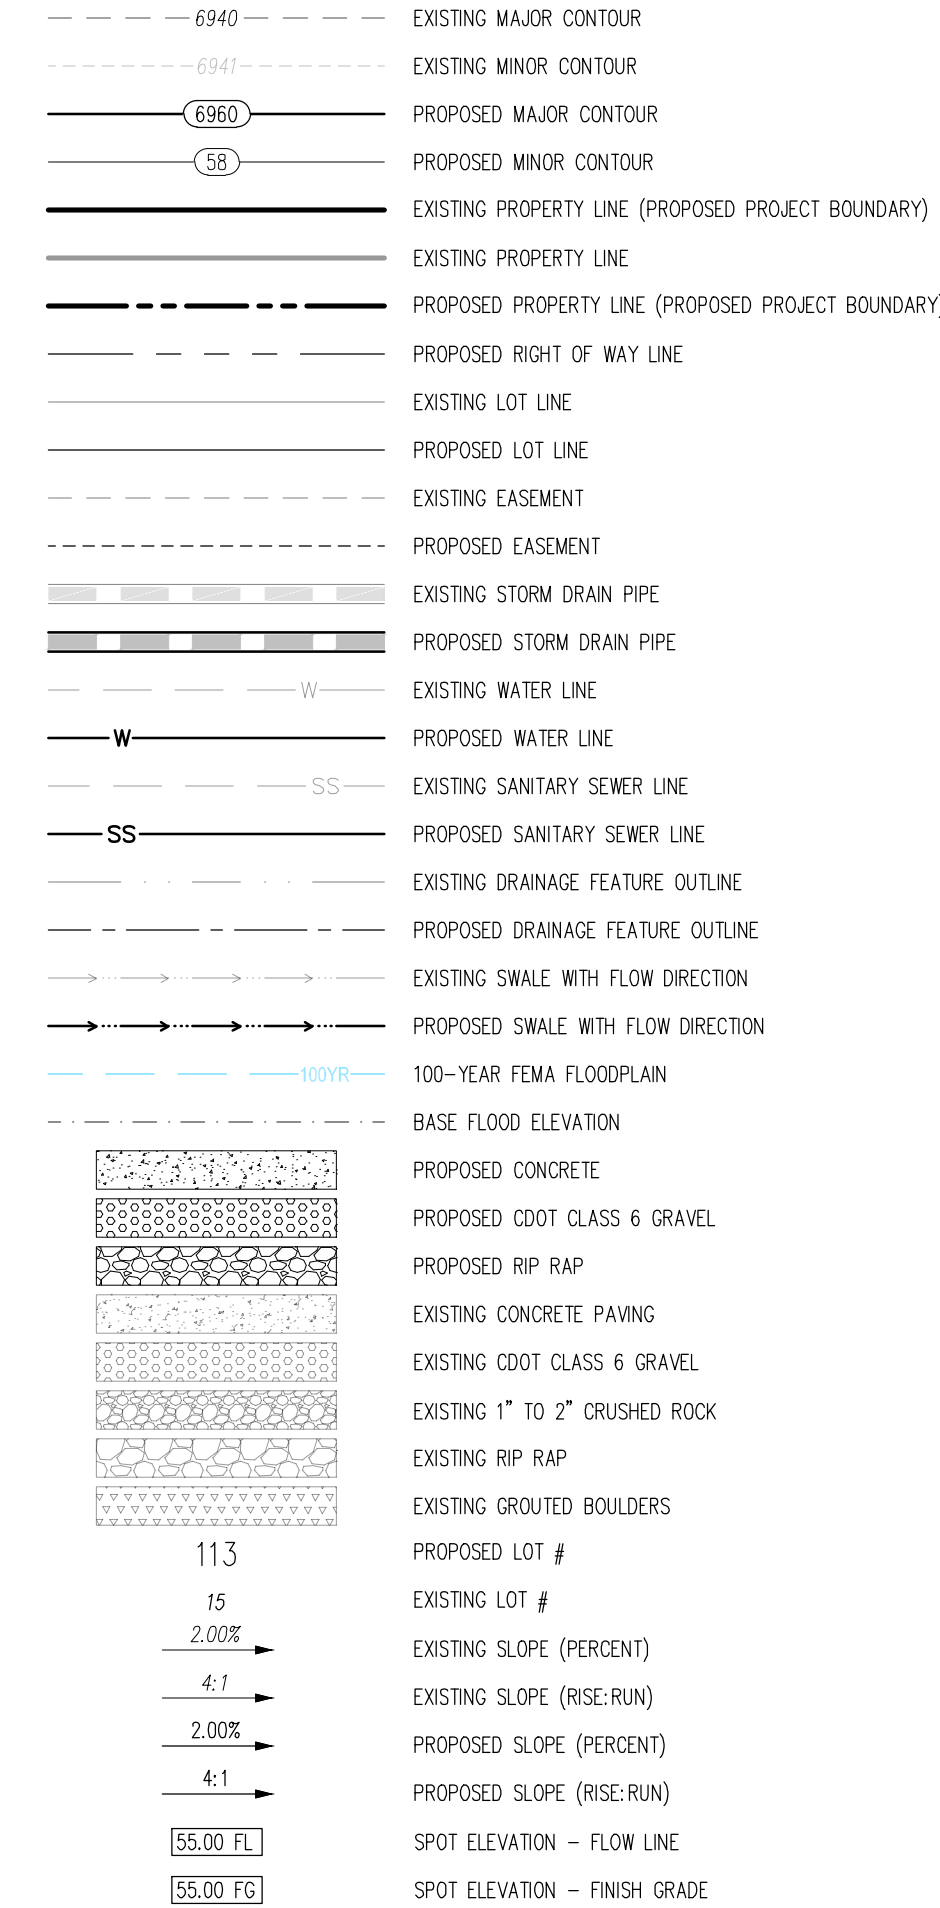 6940 EXISTING MAJOR CONTOUR
6941 EXISTING MINOR CONTOUR
6960 PROPOSED MAJOR CONTOUR
58 PROPOSED MINOR CONTOUR
EXISTING PROPERTY LINE (PROPOSED PROJECT BOUNDARY)
EXISTING PROPERTY LINE
PROPOSED PROPERTY LINE (PROPOSED PROJECT BOUNDARY)
PROPOSED RIGHT OF WAY LINE
EXISTING LOT LINE
PROPOSED LOT LINE
EXISTING EASEMENT
PROPOSED EASEMENT
EXISTING STORM DRAIN PIPE
PROPOSED STORM DRAIN PIPE
W EXISTING WATER LINE
W PROPOSED WATER LINE
SS EXISTING SANITARY SEWER LINE
SS PROPOSED SANITARY SEWER LINE
EXISTING DRAINAGE FEATURE OUTLINE
PROPOSED DRAINAGE FEATURE OUTLINE
EXISTING SWALE WITH FLOW DIRECTION
PROPOSED SWALE WITH FLOW DIRECTION
100YR 100-YEAR FEMA FLOODPLAIN
BASE FLOOD ELEVATION
PROPOSED CONCRETE
PROPOSED CDOT CLASS 6 GRAVEL
PROPOSED RIP RAP
EXISTING CONCRETE PAVING
EXISTING CDOT CLASS 6 GRAVEL
EXISTING 1" TO 2" CRUSHED ROCK
EXISTING RIP RAP
EXISTING GROUTED BOULDERS
113 PROPOSED LOT #
15 EXISTING LOT #
2.00% EXISTING SLOPE (PERCENT)
4:1 EXISTING SLOPE (RISE:RUN)
2.00% PROPOSED SLOPE (PERCENT)
4:1 PROPOSED SLOPE (RISE:RUN)
55.00 FL SPOT ELEVATION - FLOW LINE
55.00 FG SPOT ELEVATION - FINISH GRADE